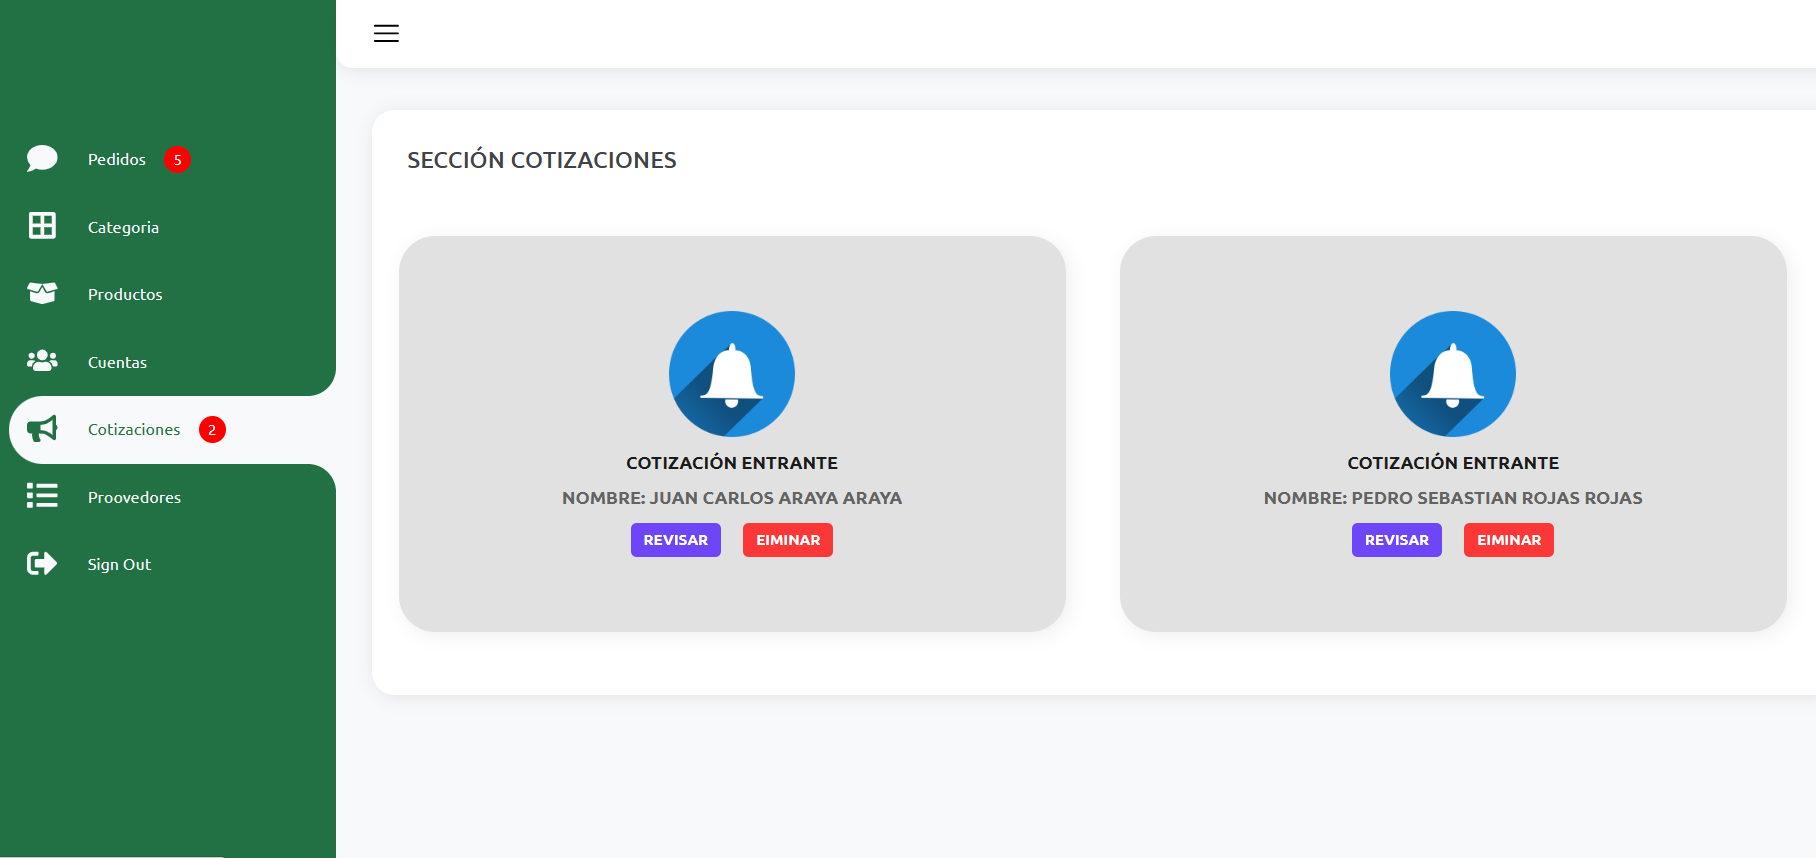 Pedidos 5
Categoria
Productos
Cuentas
Cotizaciones 2
Proovedores
Sign Out
SECCIÓN COTIZACIONES
COTIZACIÓN ENTRANTE
NOMBRE: JUAN CARLOS ARAYA ARAYA
REVISAR EIMINAR
COTIZACIÓN ENTRANTE
NOMBRE: PEDRO SEBASTIAN ROJAS ROJAS
REVISAR EIMINAR